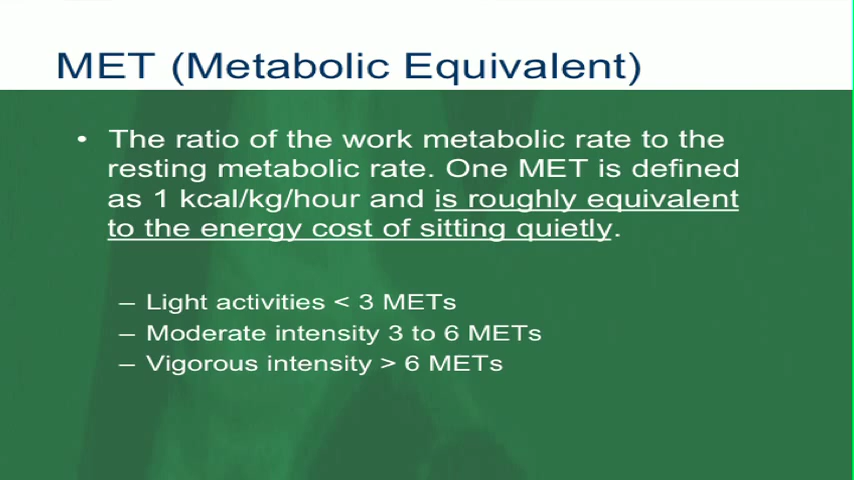 MET (Metabolic Equivalent)
• The ratio of the work metabolic rate to the
resting metabolic rate. One MET is defined
as 1 kcal/kg/hour and is roughly equivalent
to the energy cost of sitting quietly.
– Light activities < 3 METs
– Moderate intensity 3 to 6 METs
– Vigorous intensity > 6 METs